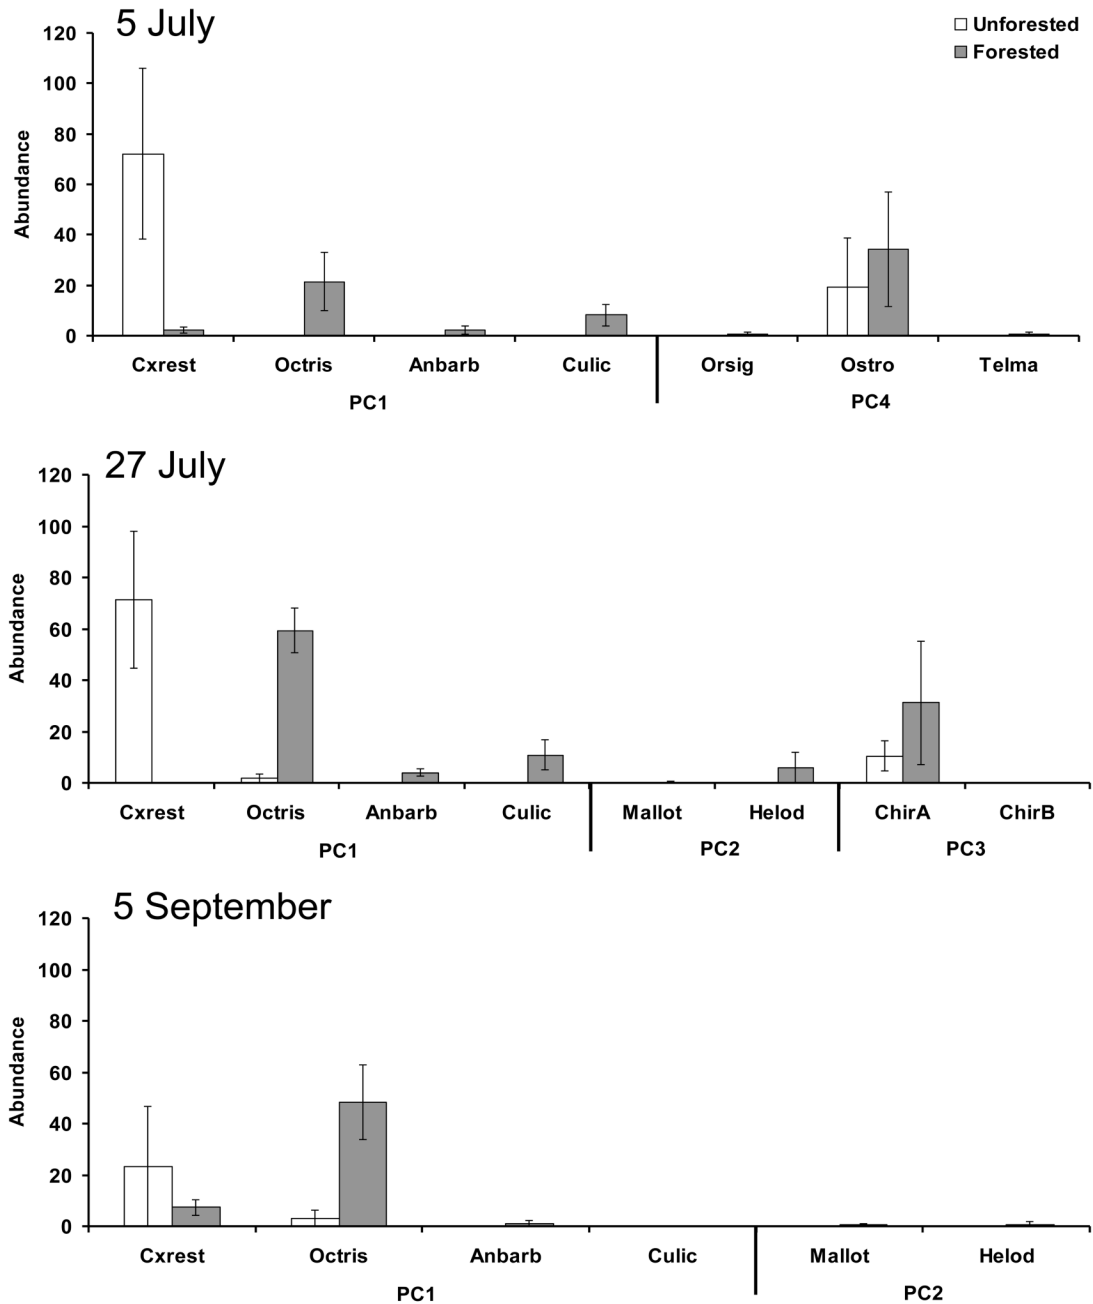 5 July
Unforested
Forested
120
100
80
60
40
20
0
Abundance
Cxrest Octris Anbarb Culic Orsig Ostro Telma
PC1 PC4
27 July
120
100
80
60
40
20
0
Abundance
Cxrest Octris Anbarb Culic Mallot Helod ChirA ChirB
PC1 PC2 PC3
5 September
120
100
80
60
40
20
0
Abundance
Cxrest Octris Anbarb Culic Mallot Helod
PC1 PC2